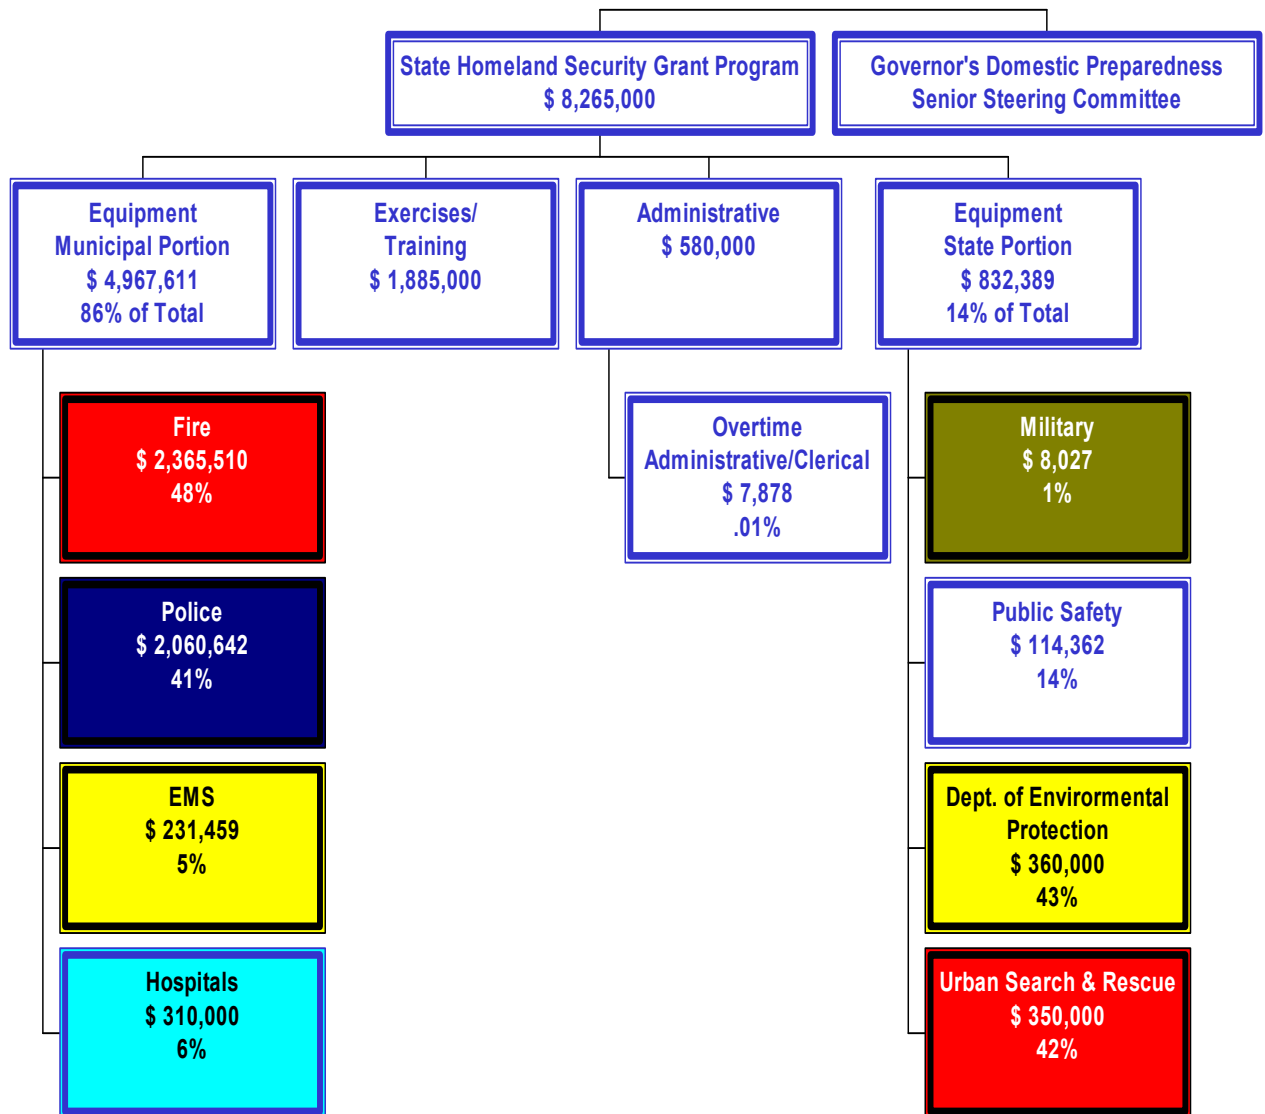 State Homeland Security Grant Program
$ 8,265,000
Governor's Domestic Preparedness
Senior Steering Committee
Equipment
Municipal Portion
$ 4,967,611
86% of Total
Exercises/
Training
$ 1,885,000
Administrative
$ 580,000
Equipment
State Portion
$ 832,389
14% of Total
Fire
$ 2,365,510
48%
Police
$ 2,060,642
41%
EMS
$ 231,459
5%
Hospitals
$ 310,000
6%
Overtime
Administrative/Clerical
$ 7,878
.01%
Military
$ 8,027
1%
Public Safety
$ 114,362
14%
Dept. of Envirormental
Protection
$ 360,000
43%
Urban Search & Rescue
$ 350,000
42%